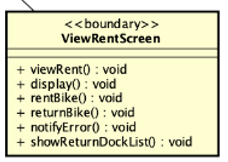 <<boundary>>
ViewRentScreen
+ viewRent() : void
+ display() : void
+ rentBike() : void
+ returnBike() : void
+ notifyError() : void
+ showReturnDockList() : void